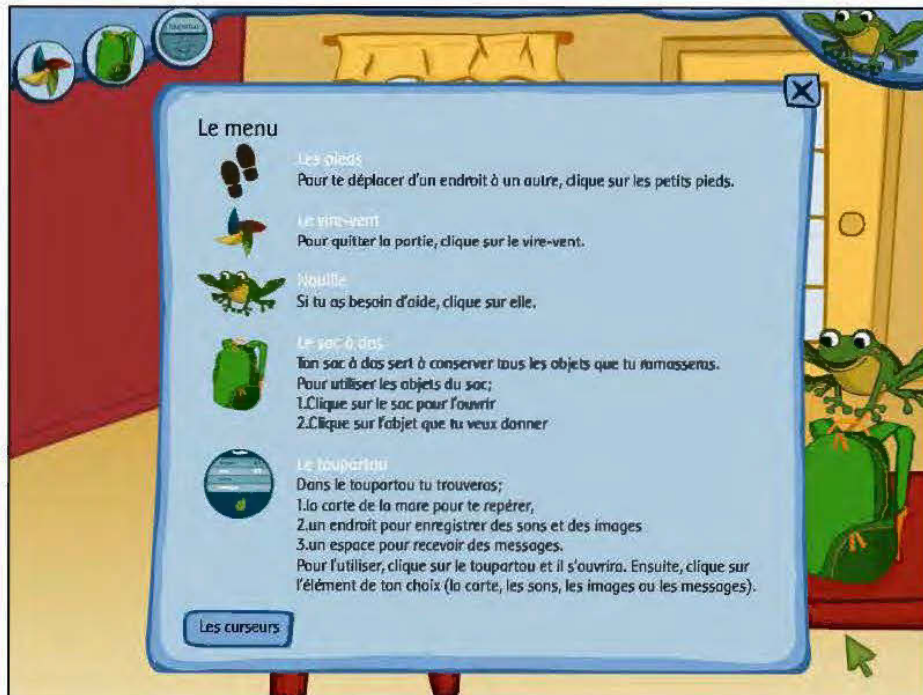 Le menu
Les pieds
Pour te déplacer d'un endroit à un autre, clique sur les petits pieds.
Le vire-vent
Pour quitter la partie, clique sur le vire-vent.
Nouille
Si tu as besoin d'aide, clique sur elle.
Le sac à dos
Ton sac à dos sert à conserver tous les objets que tu ramasseras.
Pour utiliser les objets du sac;
1.Clique sur le sac pour l'ouvrir
2.Clique sur l'objet que tu veux donner
Le toupartou
Dans le toupartou tu trouveras;
1.la carte de la mare pour te repérer,
2.un endroit pour enregistrer des sons et des images
3.un espace pour recevoir des messages.
Pour l'utiliser, clique sur le toupartou et il s'ouvrira. Ensuite, clique sur
l'élément de ton choix (la carte, les sons, les images ou les messages).
Les curseurs